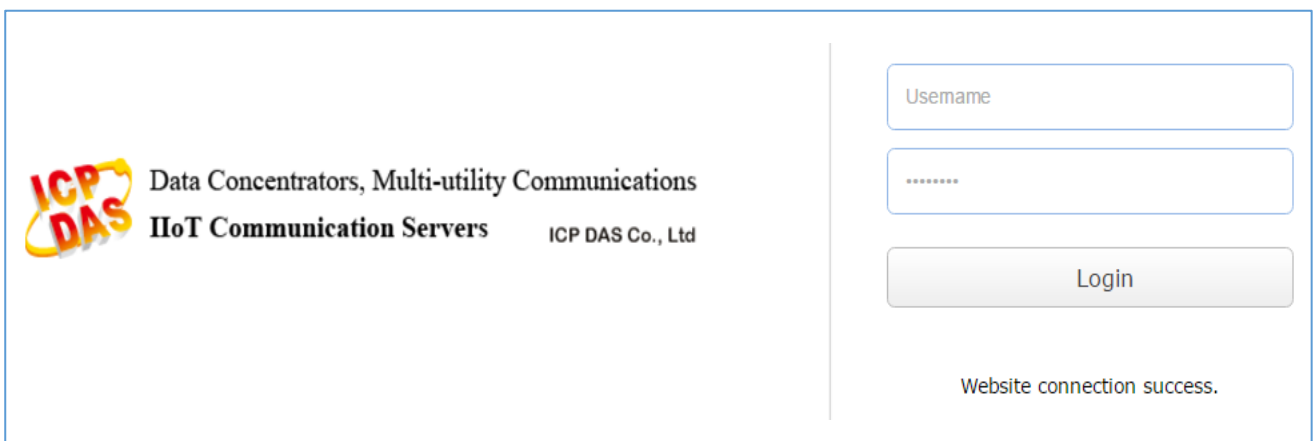 ICP
DAS
Data Concentrators, Multi-utility Communications
IIoT Communication Servers
ICP DAS Co., Ltd
Username
••••••••
Login
Website connection success.